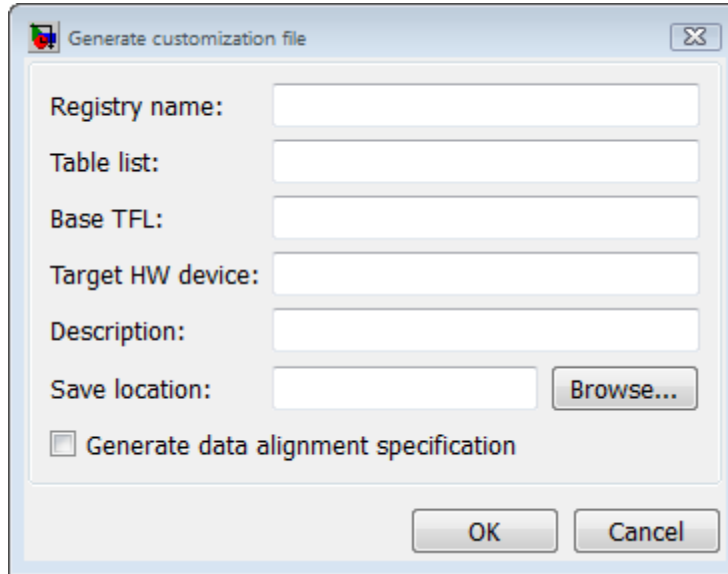 Generate customization file
Registry name:
Table list:
Base TFL:
Target HW device:
Description:
Save location:
Browse...
Generate data alignment specification
OK
Cancel